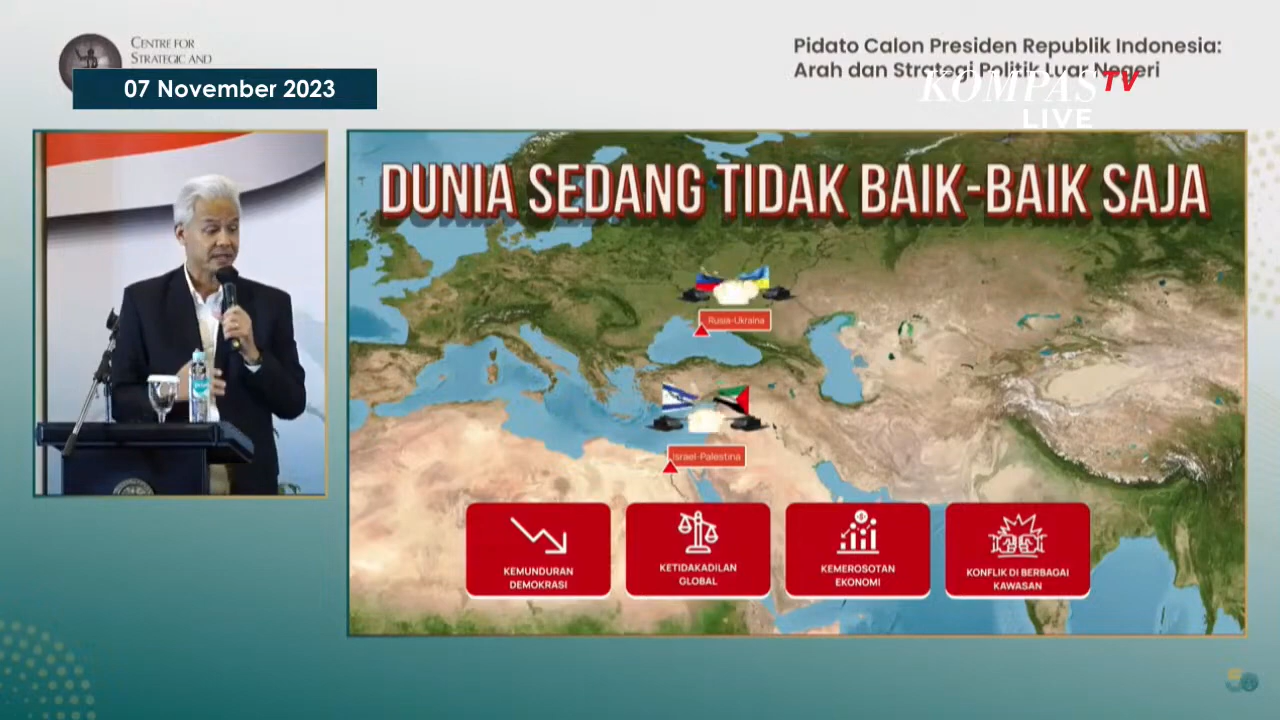 CENTRE FOR
STRATEGIC AND
07 November 2023
Pidato Calon Presiden Republik Indonesia:
Arah dan Strategi Politik Luar Negeri
KOMPAS TV
LIVE
DUNIA SEDANG TIDAK BAIK-BAIK SAJA
Rusia-Ukraina
Israel-Palestina
KEMUNDURAN
DEMOKRASI
KETIDAKADILAN
GLOBAL
KEMEROSOTAN
EKONOMI
KONFLIK DI BERBAGAI
KAWASAN